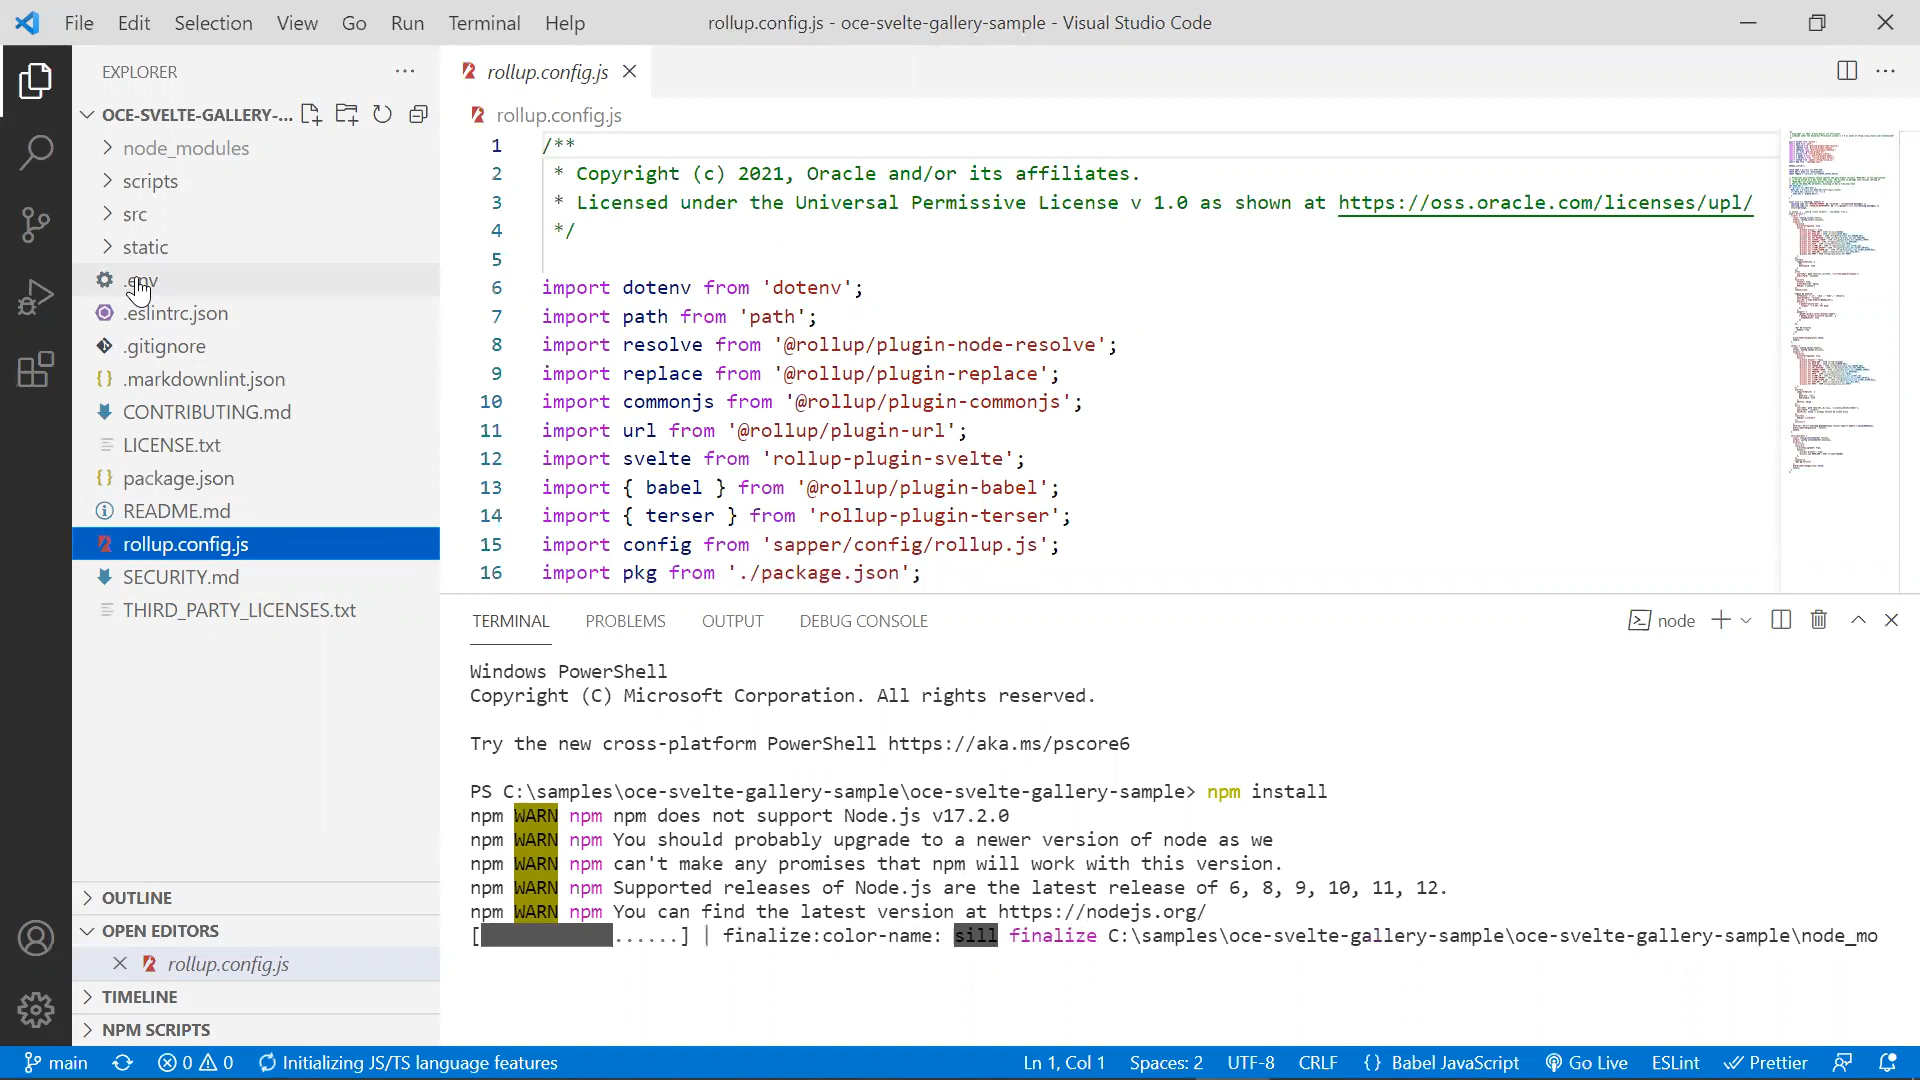 File Edit Selection View Go Run Terminal Help
rollup.config.js - oce-svelte-gallery-sample - Visual Studio Code
EXPLORER
OCE-SVELTE-GALLERY-...
node_modules
scripts
src
static
.env
.eslintrc.json
.gitignore
.markdownlint.json
CONTRIBUTING.md
LICENSE.txt
package.json
README.md
rollup.config.js
SECURITY.md
THIRD_PARTY_LICENSES.txt
OUTLINE
OPEN EDITORS
rollup.config.js
TIMELINE
NPM SCRIPTS
rollup.config.js
rollup.config.js
1 /**
2 * Copyright (c) 2021, Oracle and/or its affiliates.
3 * Licensed under the Universal Permissive License v 1.0 as shown at https://oss.oracle.com/licenses/upl/
4 */
5
6 import dotenv from 'dotenv';
7 import path from 'path';
8 import resolve from '@rollup/plugin-node-resolve';
9 import replace from '@rollup/plugin-replace';
10 import commonjs from '@rollup/plugin-commonjs';
11 import url from '@rollup/plugin-url';
12 import svelte from 'rollup-plugin-svelte';
13 import { babel } from '@rollup/plugin-babel';
14 import { terser } from 'rollup-plugin-terser';
15 import config from 'sapper/config/rollup.js';
16 import pkg from './package.json';
TERMINAL PROBLEMS OUTPUT DEBUG CONSOLE
node
Windows PowerShell
Copyright (C) Microsoft Corporation. All rights reserved.
Try the new cross-platform PowerShell https://aka.ms/pscore6
PS C:\samples\oce-svelte-gallery-sample\oce-svelte-gallery-sample> npm install
npm WARN npm npm does not support Node.js v17.2.0
npm WARN npm You should probably upgrade to a newer version of node as we
npm WARN npm can't make any promises that npm will work with this version.
npm WARN npm Supported releases of Node.js are the latest release of 6, 8, 9, 10, 11, 12.
npm WARN npm You can find the latest version at https://nodejs.org/
[ ......] | finalize:color-name: sill finalize C:\samples\oce-svelte-gallery-sample\oce-svelte-gallery-sample\node_mo
main 0 0 Initializing JS/TS language features
Ln 1, Col 1 Spaces: 2 UTF-8 CRLF {} Babel JavaScript Go Live ESLint Prettier